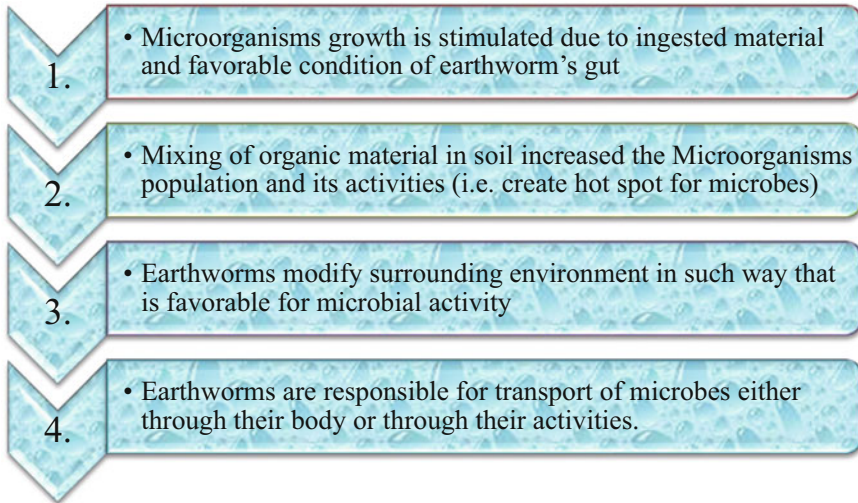 1.
• Microorganisms growth is stimulated due to ingested material
and favorable condition of earthworm’s gut
2.
• Mixing of organic material in soil increased the Microorganisms
population and its activities (i.e. create hot spot for microbes)
3.
• Earthworms modify surrounding environment in such way that
is favorable for microbial activity
4.
• Earthworms are responsible for transport of microbes either
through their body or through their activities.